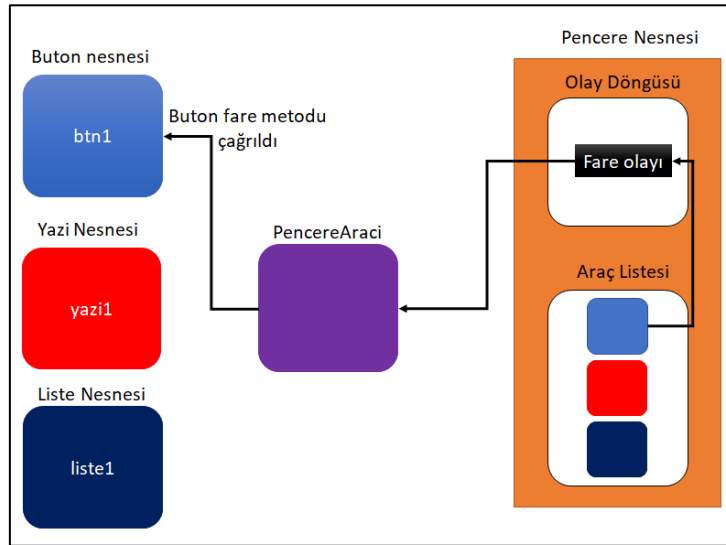 Buton nesnesi
btn1
Buton fare metodu
çağrıldı
Yazi Nesnesi
yazi1
Liste Nesnesi
liste1
PencereAraci
Pencere Nesnesi
Olay Döngüsü
Fare olayı
Araç Listesi